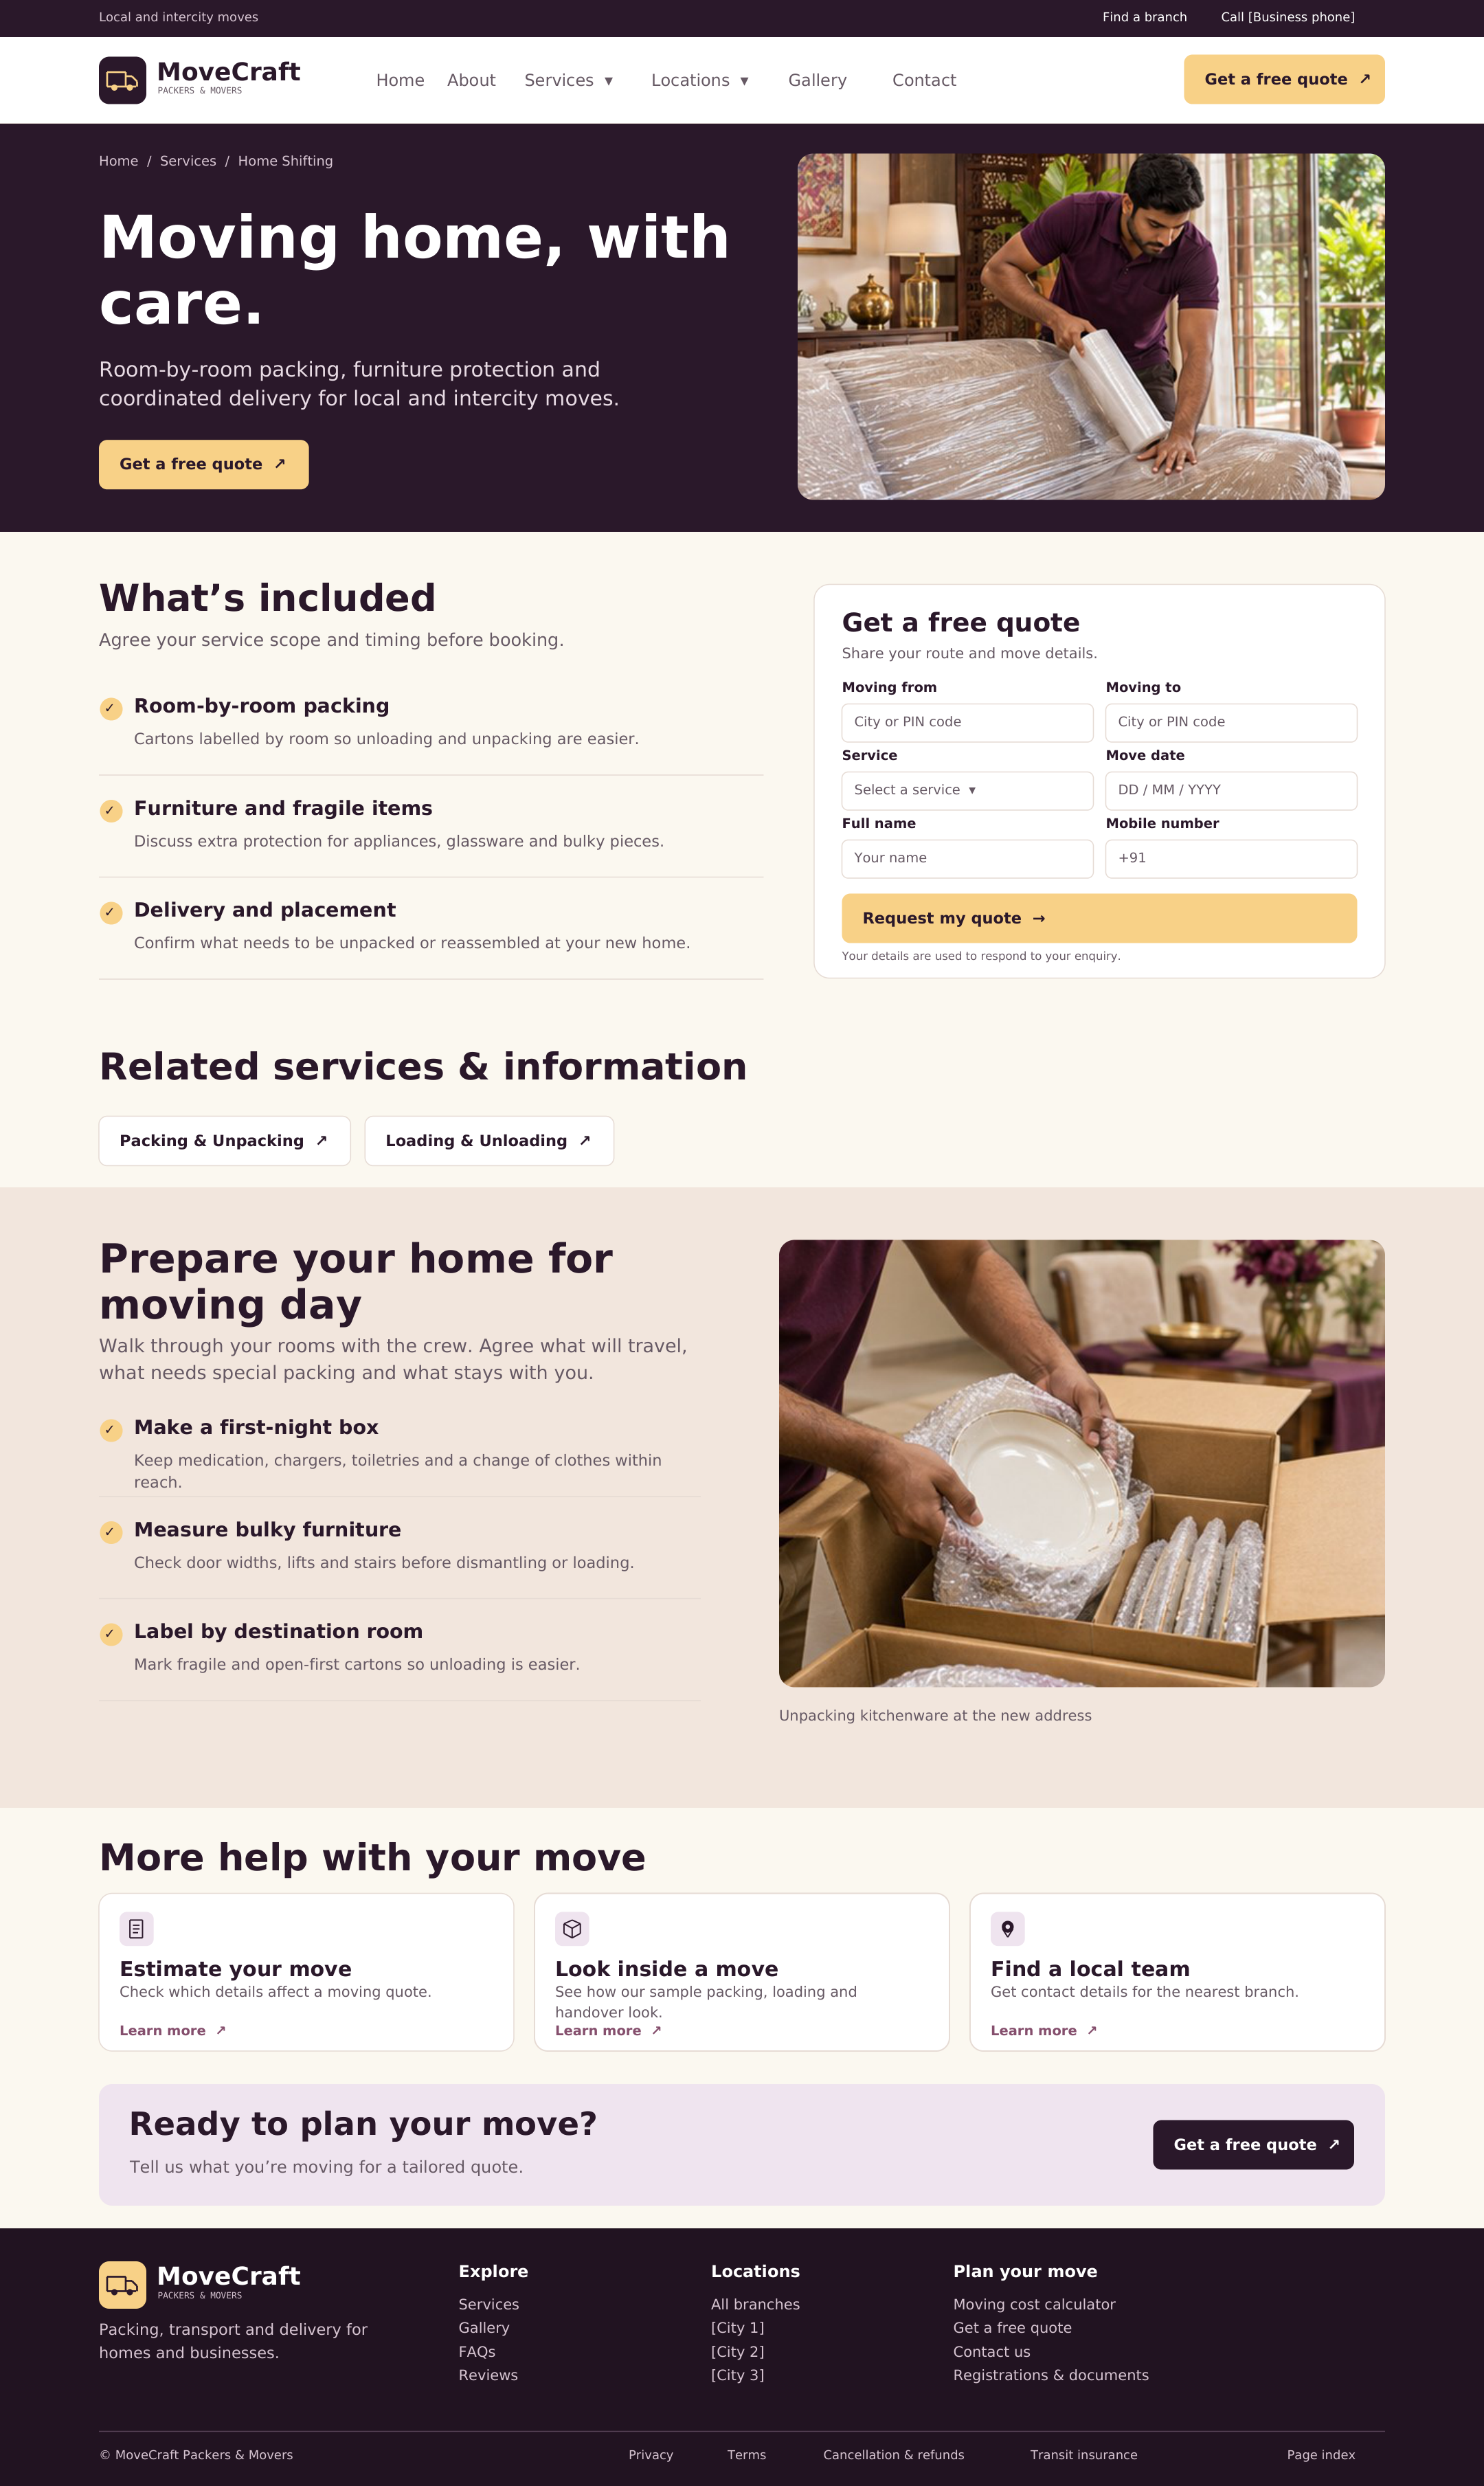 Local and intercity moves
Find a branch
Call [Business phone]
MoveCraft
PACKERS & MOVERS
Home
About
Services ▾
Locations ▾
Gallery
Contact
Get a free quote ↗
Home / Services / Home Shifting
Moving home, with
care.
Room-by-room packing, furniture protection and
coordinated delivery for local and intercity moves.
Get a free quote ↗
What’s included
Agree your service scope and timing before booking.
✓ Room-by-room packing
Cartons labelled by room so unloading and unpacking are easier.
✓ Furniture and fragile items
Discuss extra protection for appliances, glassware and bulky pieces.
✓ Delivery and placement
Confirm what needs to be unpacked or reassembled at your new home.
Get a free quote
Share your route and move details.
Moving from
Moving to
City or PIN code
City or PIN code
Service
Move date
Select a service ▾
DD / MM / YYYY
Full name
Mobile number
Your name
+91
Request my quote →
Your details are used to respond to your enquiry.
Related services & information
Packing & Unpacking ↗
Loading & Unloading ↗
Prepare your home for
moving day
Walk through your rooms with the crew. Agree what will travel,
what needs special packing and what stays with you.
✓ Make a first-night box
Keep medication, chargers, toiletries and a change of clothes within
reach.
✓ Measure bulky furniture
Check door widths, lifts and stairs before dismantling or loading.
✓ Label by destination room
Mark fragile and open-first cartons so unloading is easier.
Unpacking kitchenware at the new address
More help with your move
Estimate your move
Check which details affect a moving quote.
Learn more ↗
Look inside a move
See how our sample packing, loading and
handover look.
Learn more ↗
Find a local team
Get contact details for the nearest branch.
Learn more ↗
Ready to plan your move?
Tell us what you’re moving for a tailored quote.
Get a free quote ↗
MoveCraft
PACKERS & MOVERS
Packing, transport and delivery for
homes and businesses.
Explore
Services
Gallery
FAQs
Reviews
Locations
All branches
[City 1]
[City 2]
[City 3]
Plan your move
Moving cost calculator
Get a free quote
Contact us
Registrations & documents
© MoveCraft Packers & Movers
Privacy
Terms
Cancellation & refunds
Transit insurance
Page index